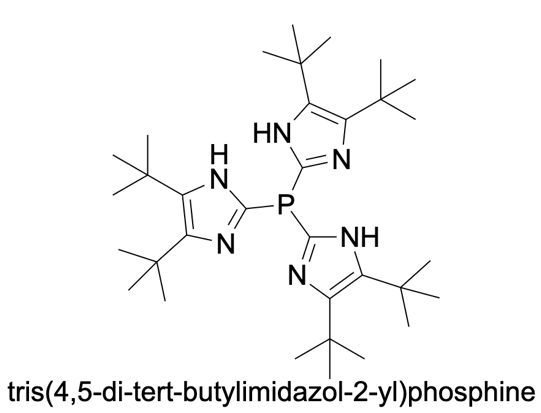 HN
N
H
N
P
N
NH
N
tris(4,5-di-tert-butylimidazol-2-yl)phosphine